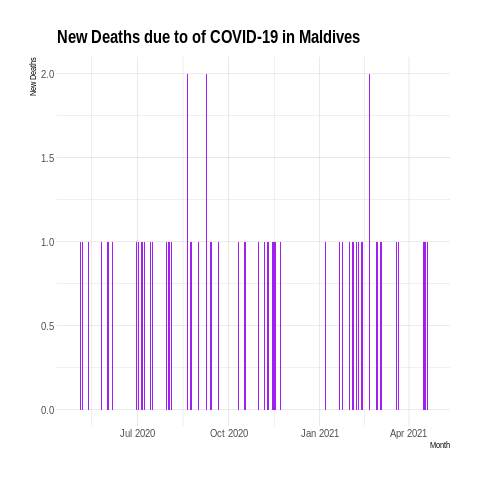 New Deaths due to of COVID-19 in Maldives
New Deaths
2.0
1.5
1.0
0.5
0.0
Jul 2020 Oct 2020 Jan 2021 Apr 2021
Month